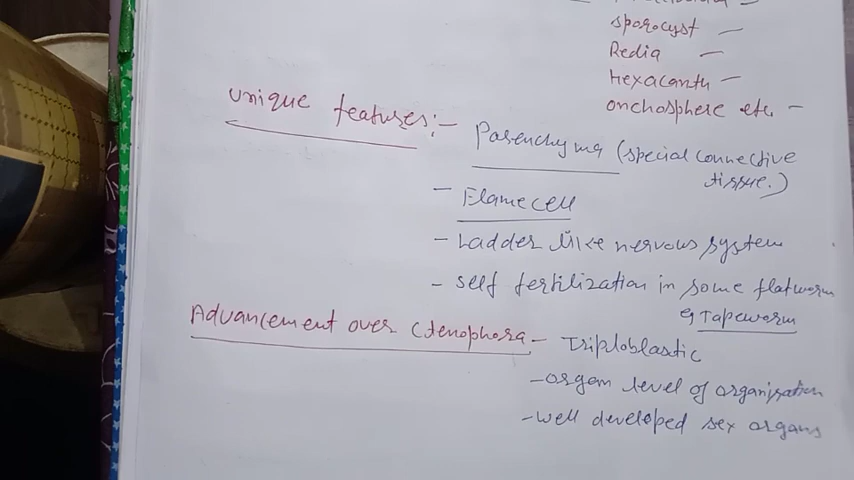 sporocyst —
Redia —
Hexacanth —
onchosphere etc. —
Unique features:- Parenchyma (special connective
tissue.)
- Flame cell
- Ladder like nervous system
- Self fertilization in some flatworm
eg Tapeworm
Advancement over Ctenophora - Triploblastic
- organ level of organisation
- well developed sex organs